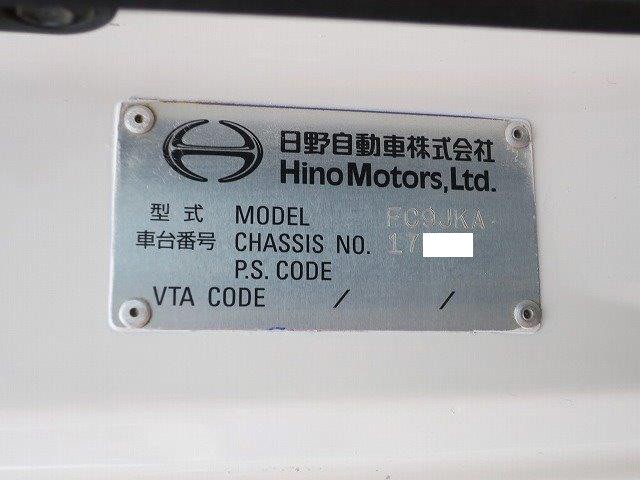 日野自動車株式会社
Hino Motors, Ltd.
型式 MODEL FC9JKA-
車台番号 CHASSIS NO. 17
P.S. CODE
VTA CODE / /